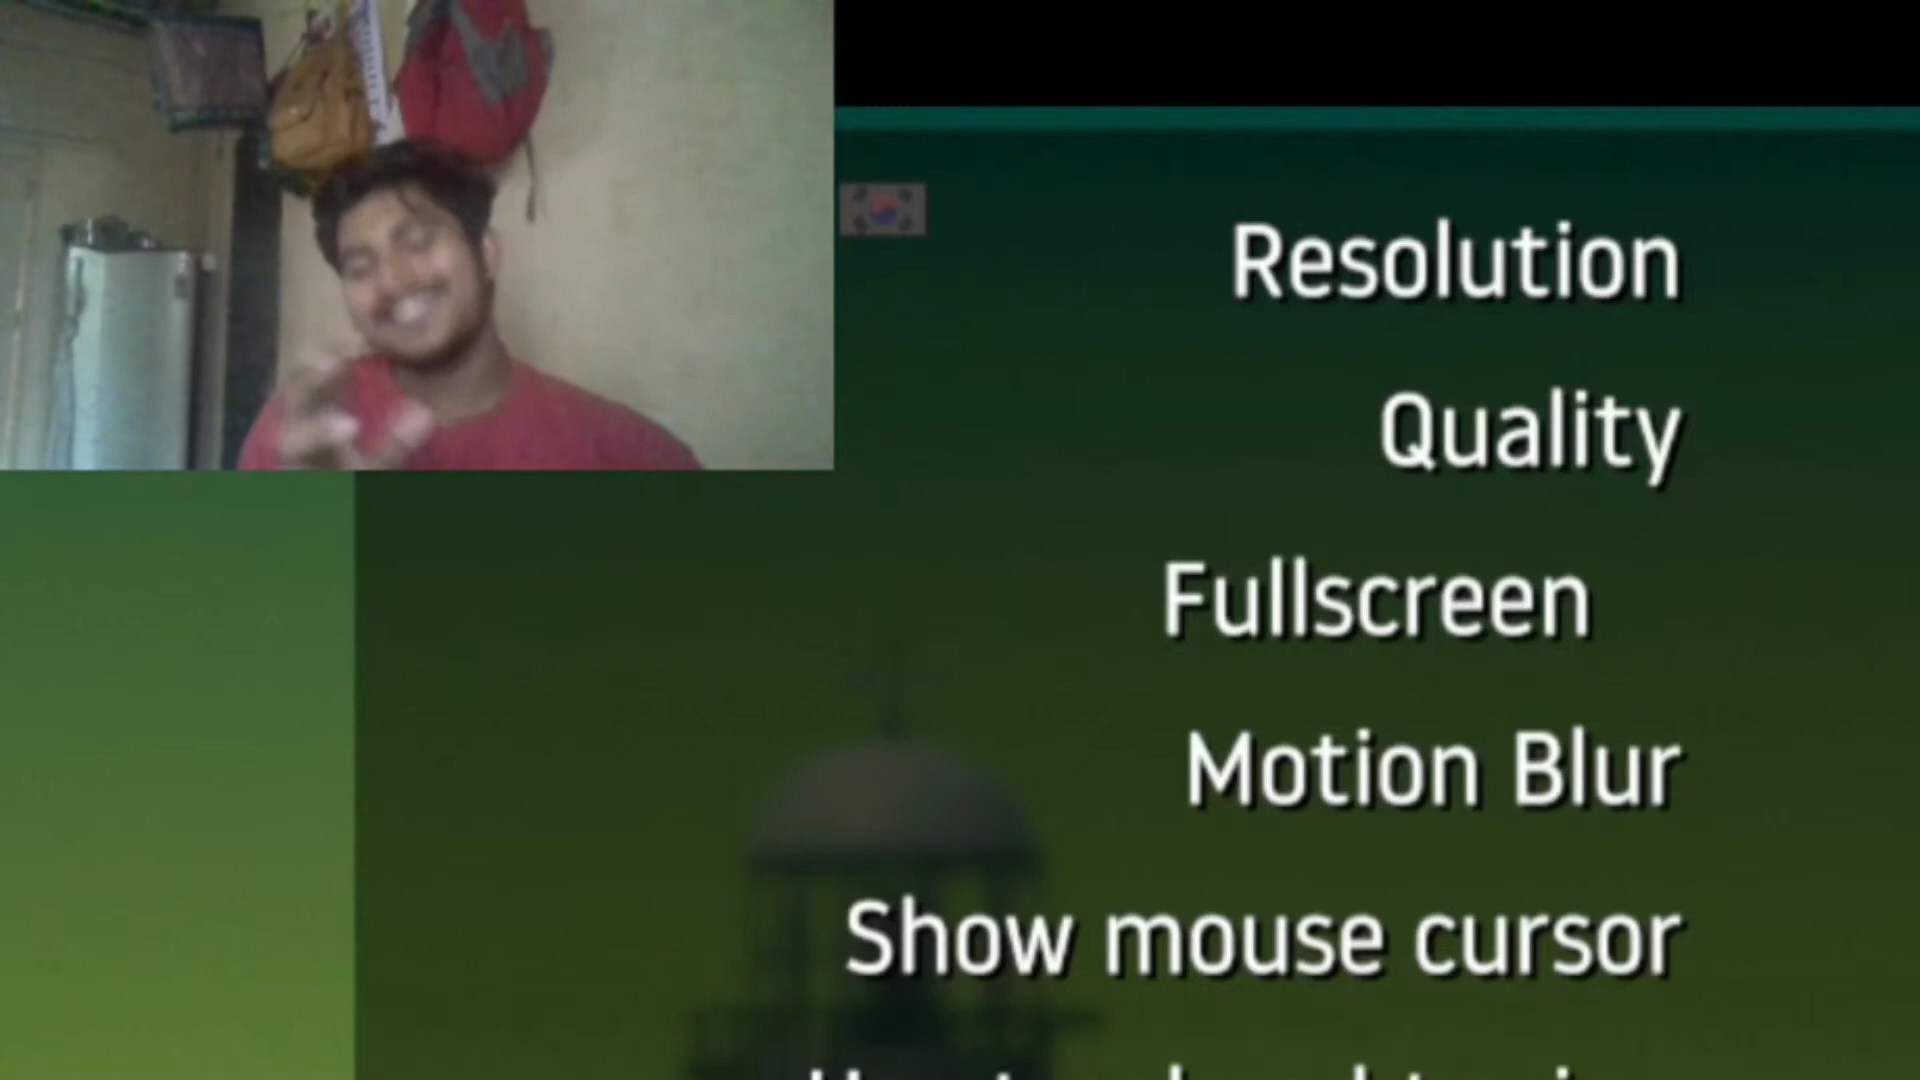 Resolution
Quality
Fullscreen
Motion Blur
Show mouse cursor